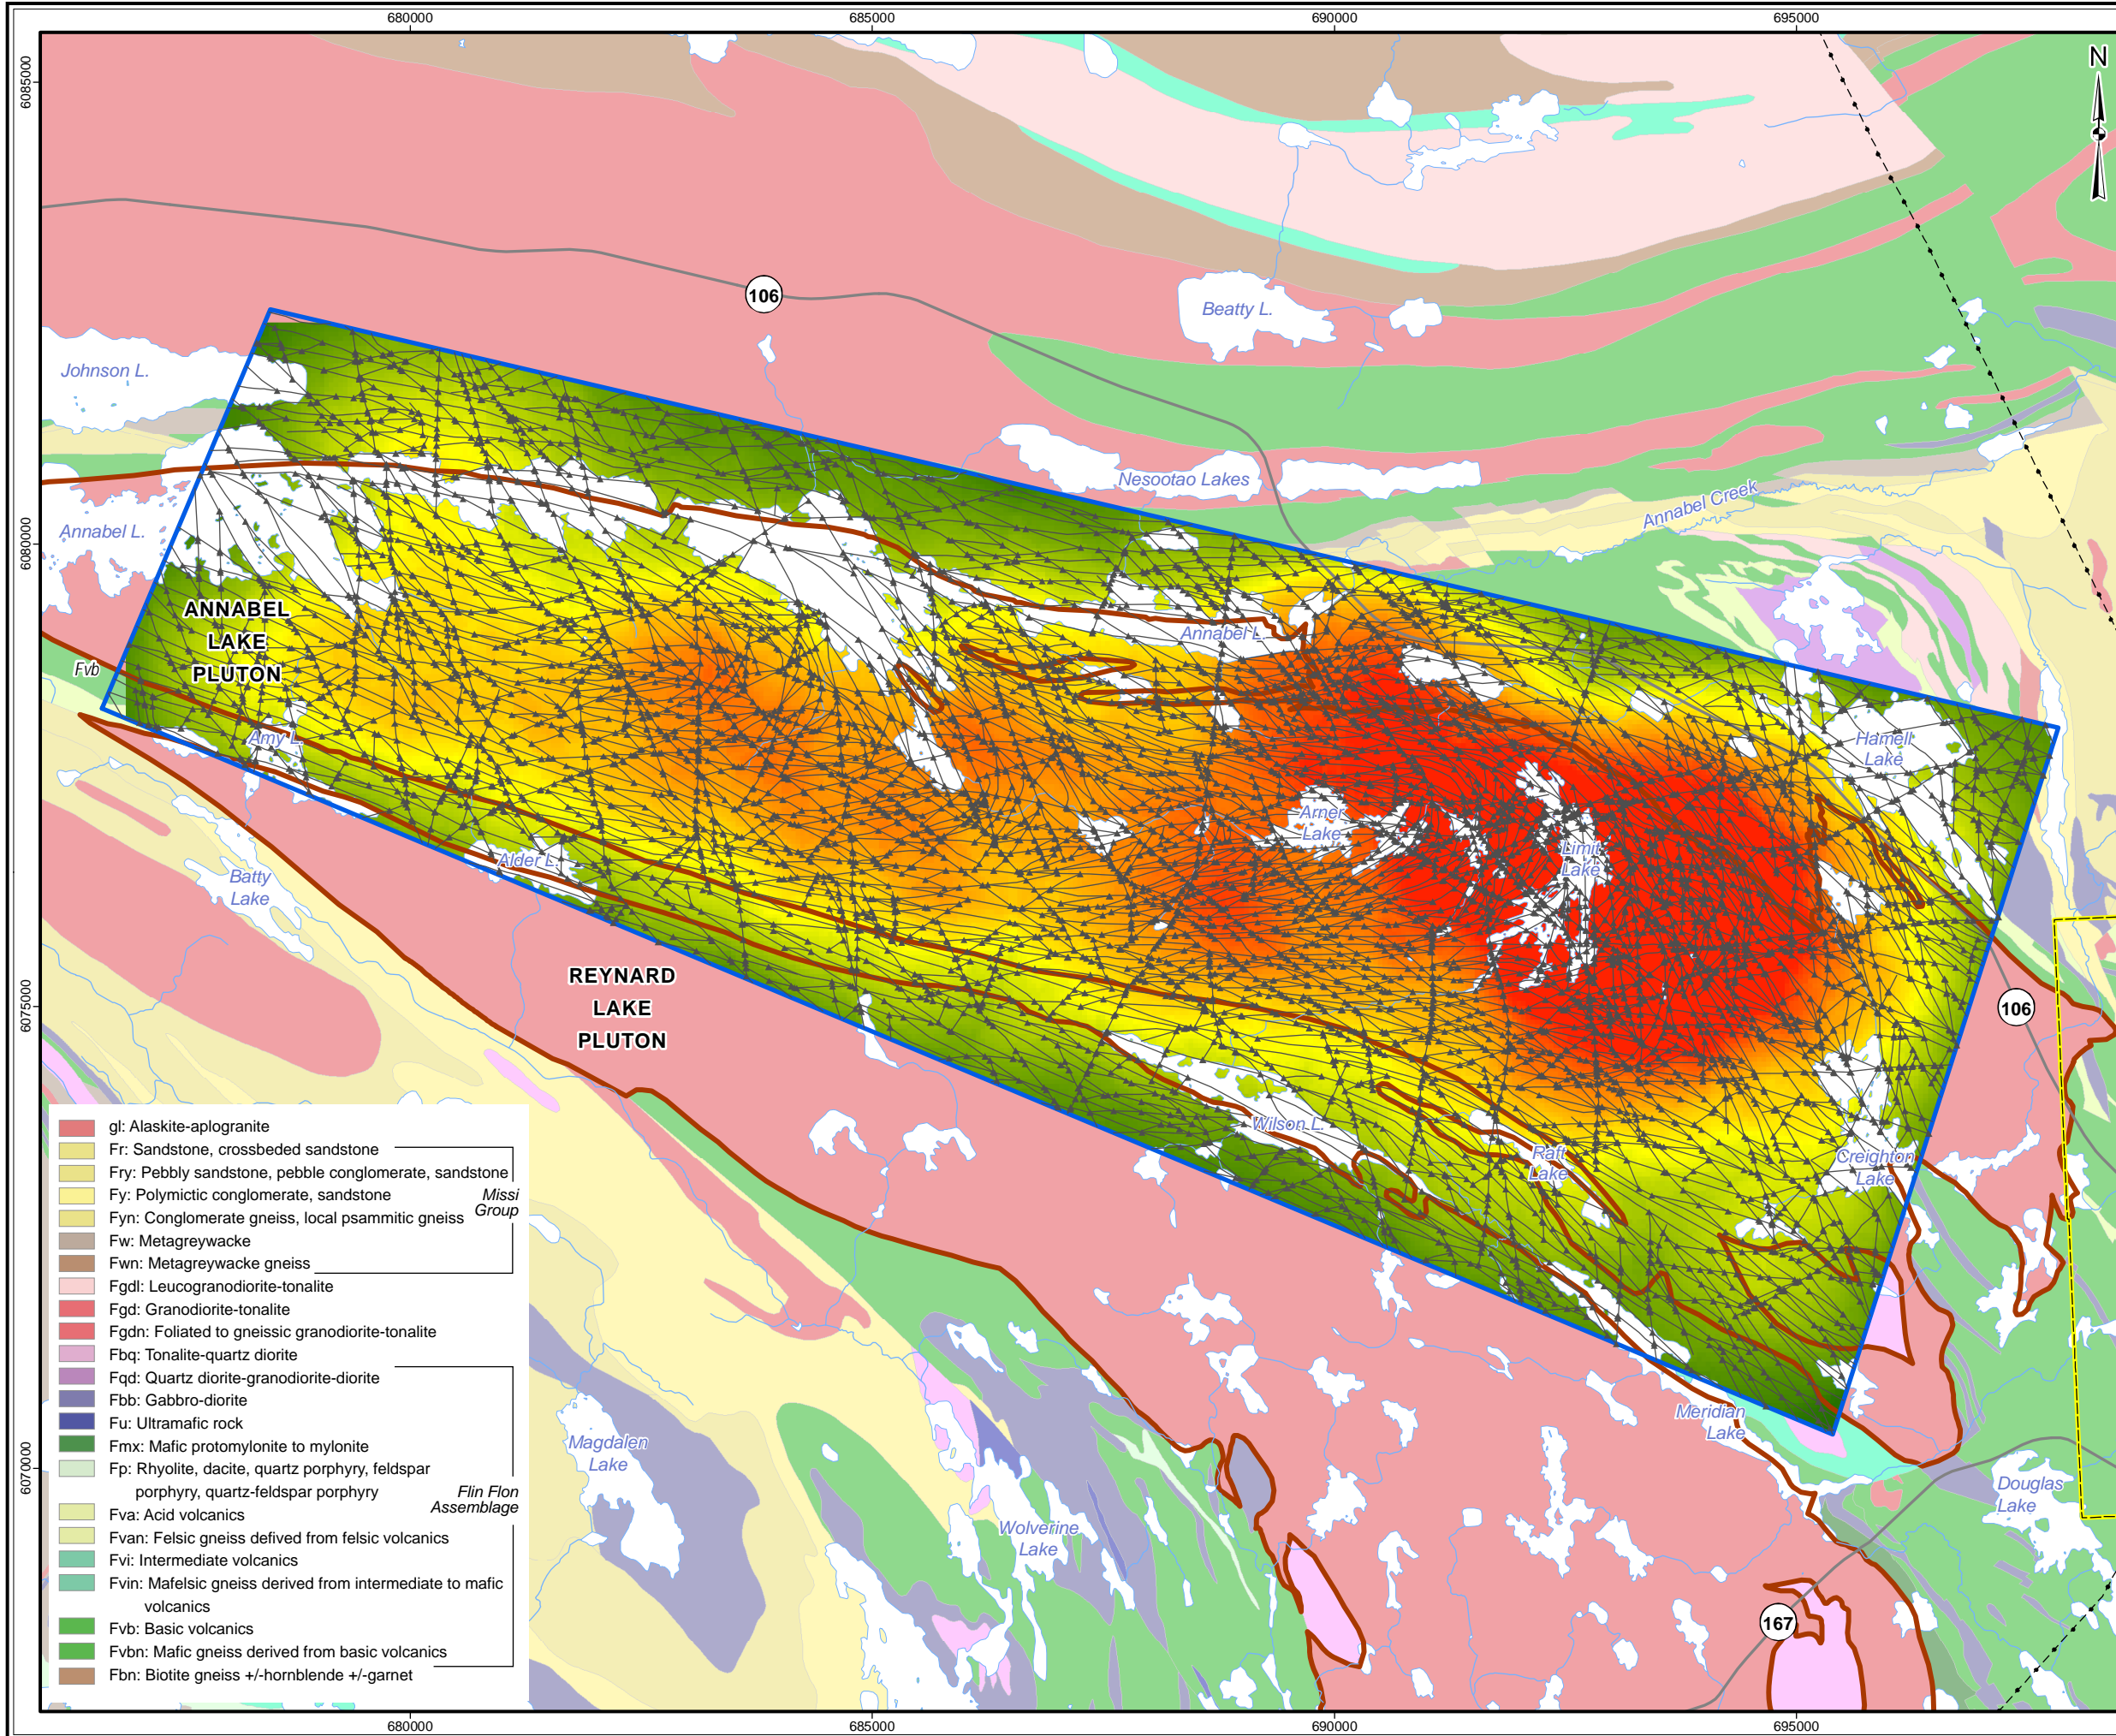 680000
685000
690000
695000
6085000
N
106
Beatty L.
Johnson L.
Nesootao Lakes
Annabel Creek
6080000
Annabel L.
ANNABEL
LAKE
PLUTON
Annabel L.
Fvb
Amy L.
Hamell
Lake
Arner
Lake
Limit
Lake
Alder L.
Batty
Lake
REYNARD
LAKE
PLUTON
6075000
106
Wilson L.
Raft
Lake
Creighton
Lake
gl: Alaskite-aplogranite
Fr: Sandstone, crossbeded sandstone
Fry: Pebbly sandstone, pebble conglomerate, sandstone
Fy: Polymictic conglomerate, sandstone
Missi
Group
Fyn: Conglomerate gneiss, local psammitic gneiss
Fw: Metagreywacke
Fwn: Metagreywacke gneiss
Fgdl: Leucogranodiorite-tonalite
Fgd: Granodiorite-tonalite
Fgdn: Foliated to gneissic granodiorite-tonalite
Fbq: Tonalite-quartz diorite
Fqd: Quartz diorite-granodiorite-diorite
Fbb: Gabbro-diorite
Fu: Ultramafic rock
Fmx: Mafic protomylonite to mylonite
Fp: Rhyolite, dacite, quartz porphyry, feldspar
porphyry, quartz-feldspar porphyry
Flin Flon
Assemblage
Fva: Acid volcanics
Fvan: Felsic gneiss defived from felsic volcanics
Fvi: Intermediate volcanics
Fvin: Mafelsic gneiss derived from intermediate to mafic
volcanics
Fvb: Basic volcanics
Fvbn: Mafic gneiss derived from basic volcanics
Fbn: Biotite gneiss +/-hornblende +/-garnet
Meridian
Lake
Magdalen
Lake
6070000
Douglas
Lake
Wolverine
Lake
167
680000
685000
690000
695000